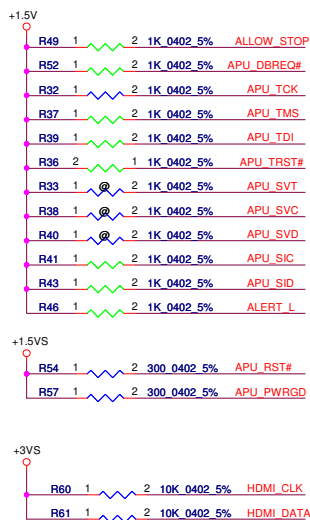 +1.5V
R49 1 2 1K_0402_5% ALLOW_STOP
R52 1 2 1K_0402_5% APU_DBREQ#
R32 1 2 1K_0402_5% APU_TCK
R37 1 2 1K_0402_5% APU_TMS
R39 1 2 1K_0402_5% APU_TDI
R36 2 1 1K_0402_5% APU_TRST#
R33 1 @ 2 1K_0402_5% APU_SVT
R38 1 @ 2 1K_0402_5% APU_SVC
R40 1 @ 2 1K_0402_5% APU_SVD
R41 1 2 1K_0402_5% APU_SIC
R43 1 2 1K_0402_5% APU_SID
R46 1 2 1K_0402_5% ALERT_L
+1.5VS
R54 1 2 300_0402_5% APU_RST#
R57 1 2 300_0402_5% APU_PWRGD
+3VS
R60 1 2 10K_0402_5% HDMI_CLK
R61 1 2 10K_0402_5% HDMI_DATA